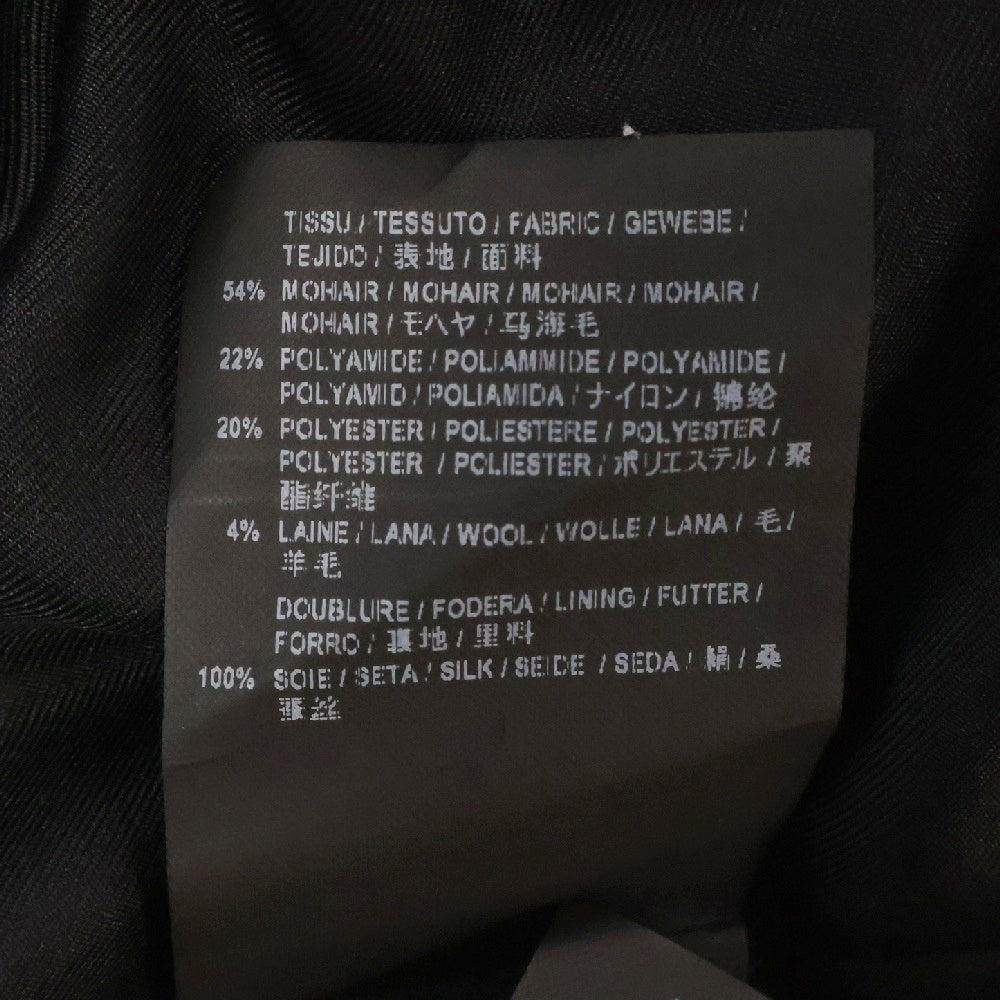 TISSU / TESSUTO / FABRIC / GEWEBE /
TEJIDO / 表地 / 面料
54% MOHAIR / MOHAIR / MOHAIR / MOHAIR /
MOHAIR / モヘヤ / 马海毛
22% POLYAMIDE / POLIAMMIDE / POLYAMIDE /
POLYAMID / POLIAMIDA / ナイロン / 锦纶
20% POLYESTER / POLIESTERE / POLYESTER /
POLYESTER / POLIESTER / ポリエステル / 聚
酯纤维
4% LAINE / LANA / WOOL / WOLLE / LANA / 毛 /
羊毛
DOUBLURE / FODERA / LINING / FUTTER /
FORRO / 裏地 / 里料
100% SOIE / SETA / SILK / SEIDE / SEDA / 絹 / 桑
蚕丝